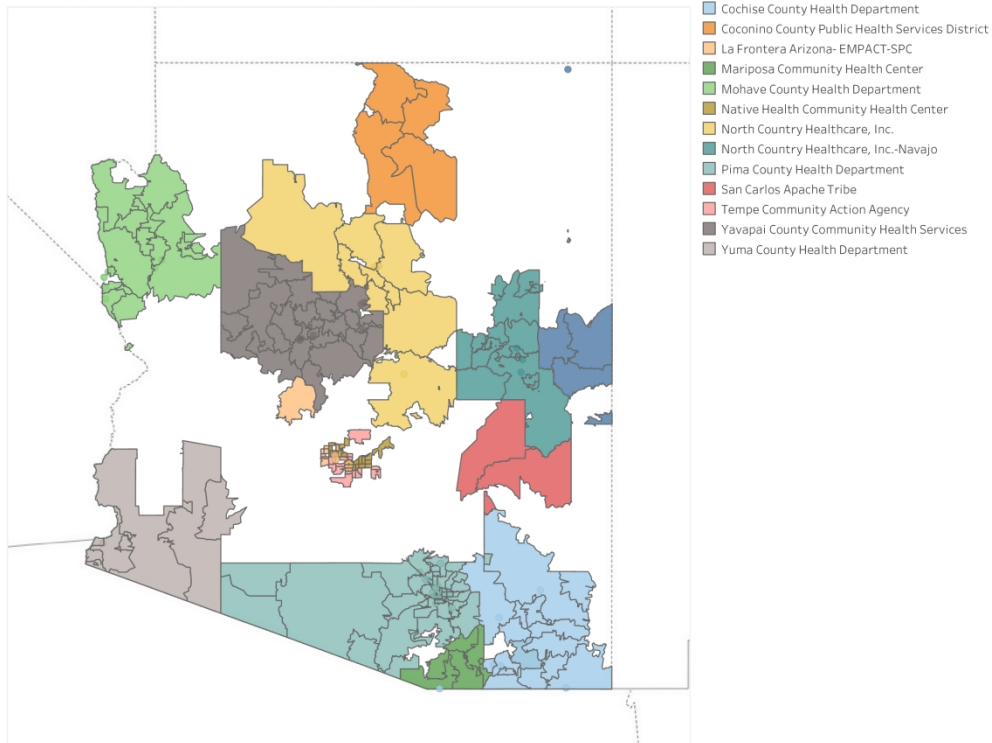 Cochise County Health Department
Coconino County Public Health Services District
La Frontera Arizona- EMPACT-SPC
Mariposa Community Health Center
Mohave County Health Department
Native Health Community Health Center
North Country Healthcare, Inc.
North Country Healthcare, Inc.-Navajo
Pima County Health Department
San Carlos Apache Tribe
Tempe Community Action Agency
Yavapai County Community Health Services
Yuma County Health Department